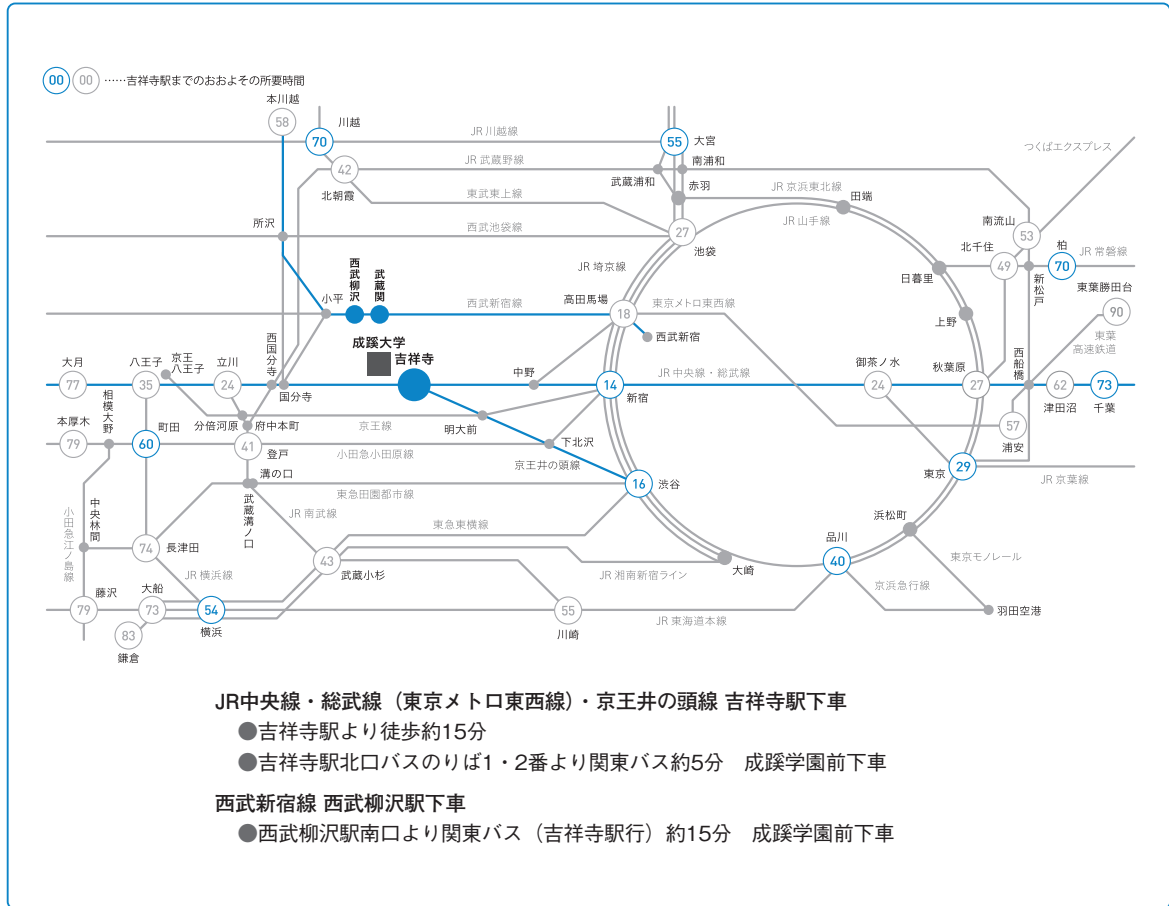 00 00 ……吉祥寺駅までのおおよその所要時間
本川越
58
川越
70
JR 川越線
55
大宮
JR 武蔵野線
南浦和
つくばエクスプレス
42
北朝霞
武蔵浦和
赤羽
JR 京浜東北線
田端
東武東上線
JR 山手線
所沢
西武池袋線
27
池袋
南流山
53
北千住
49
柏
70
JR 常磐線
新松戸
日暮里
JR 埼京線
西武柳沢
武蔵関
小平
西武新宿線
高田馬場
18
東京メトロ東西線
西武新宿
上野
東葉勝田台
90
東葉
高速鉄道
成蹊大学
吉祥寺
大月
77
八王子
35
京王
八王子
立川
24
西国分寺
国分寺
中野
14
新宿
JR 中央線・総武線
御茶ノ水
24
秋葉原
27
西船橋
62
津田沼
73
千葉
本厚木
79
相模大野
町田
60
分倍河原
府中本町
京王線
明大前
57
浦安
41
登戸
小田急小田原線
下北沢
京王井の頭線
16
渋谷
東京
29
JR 京葉線
溝の口
武蔵溝ノ口
東急田園都市線
中央林間
小田急江ノ島線
JR 南武線
東急東横線
浜松町
74
長津田
JR 横浜線
43
武蔵小杉
JR 湘南新宿ライン
大崎
品川
40
東京モノレール
京浜急行線
藤沢
79
大船
73
54
横浜
55
川崎
JR 東海道本線
羽田空港
83
鎌倉
JR中央線・総武線（東京メトロ東西線）・京王井の頭線 吉祥寺駅下車
●吉祥寺駅より徒歩約15分
●吉祥寺駅北口バスのりば1・2番より関東バス約5分　成蹊学園前下車
西武新宿線 西武柳沢駅下車
●西武柳沢駅南口より関東バス（吉祥寺駅行）約15分　成蹊学園前下車